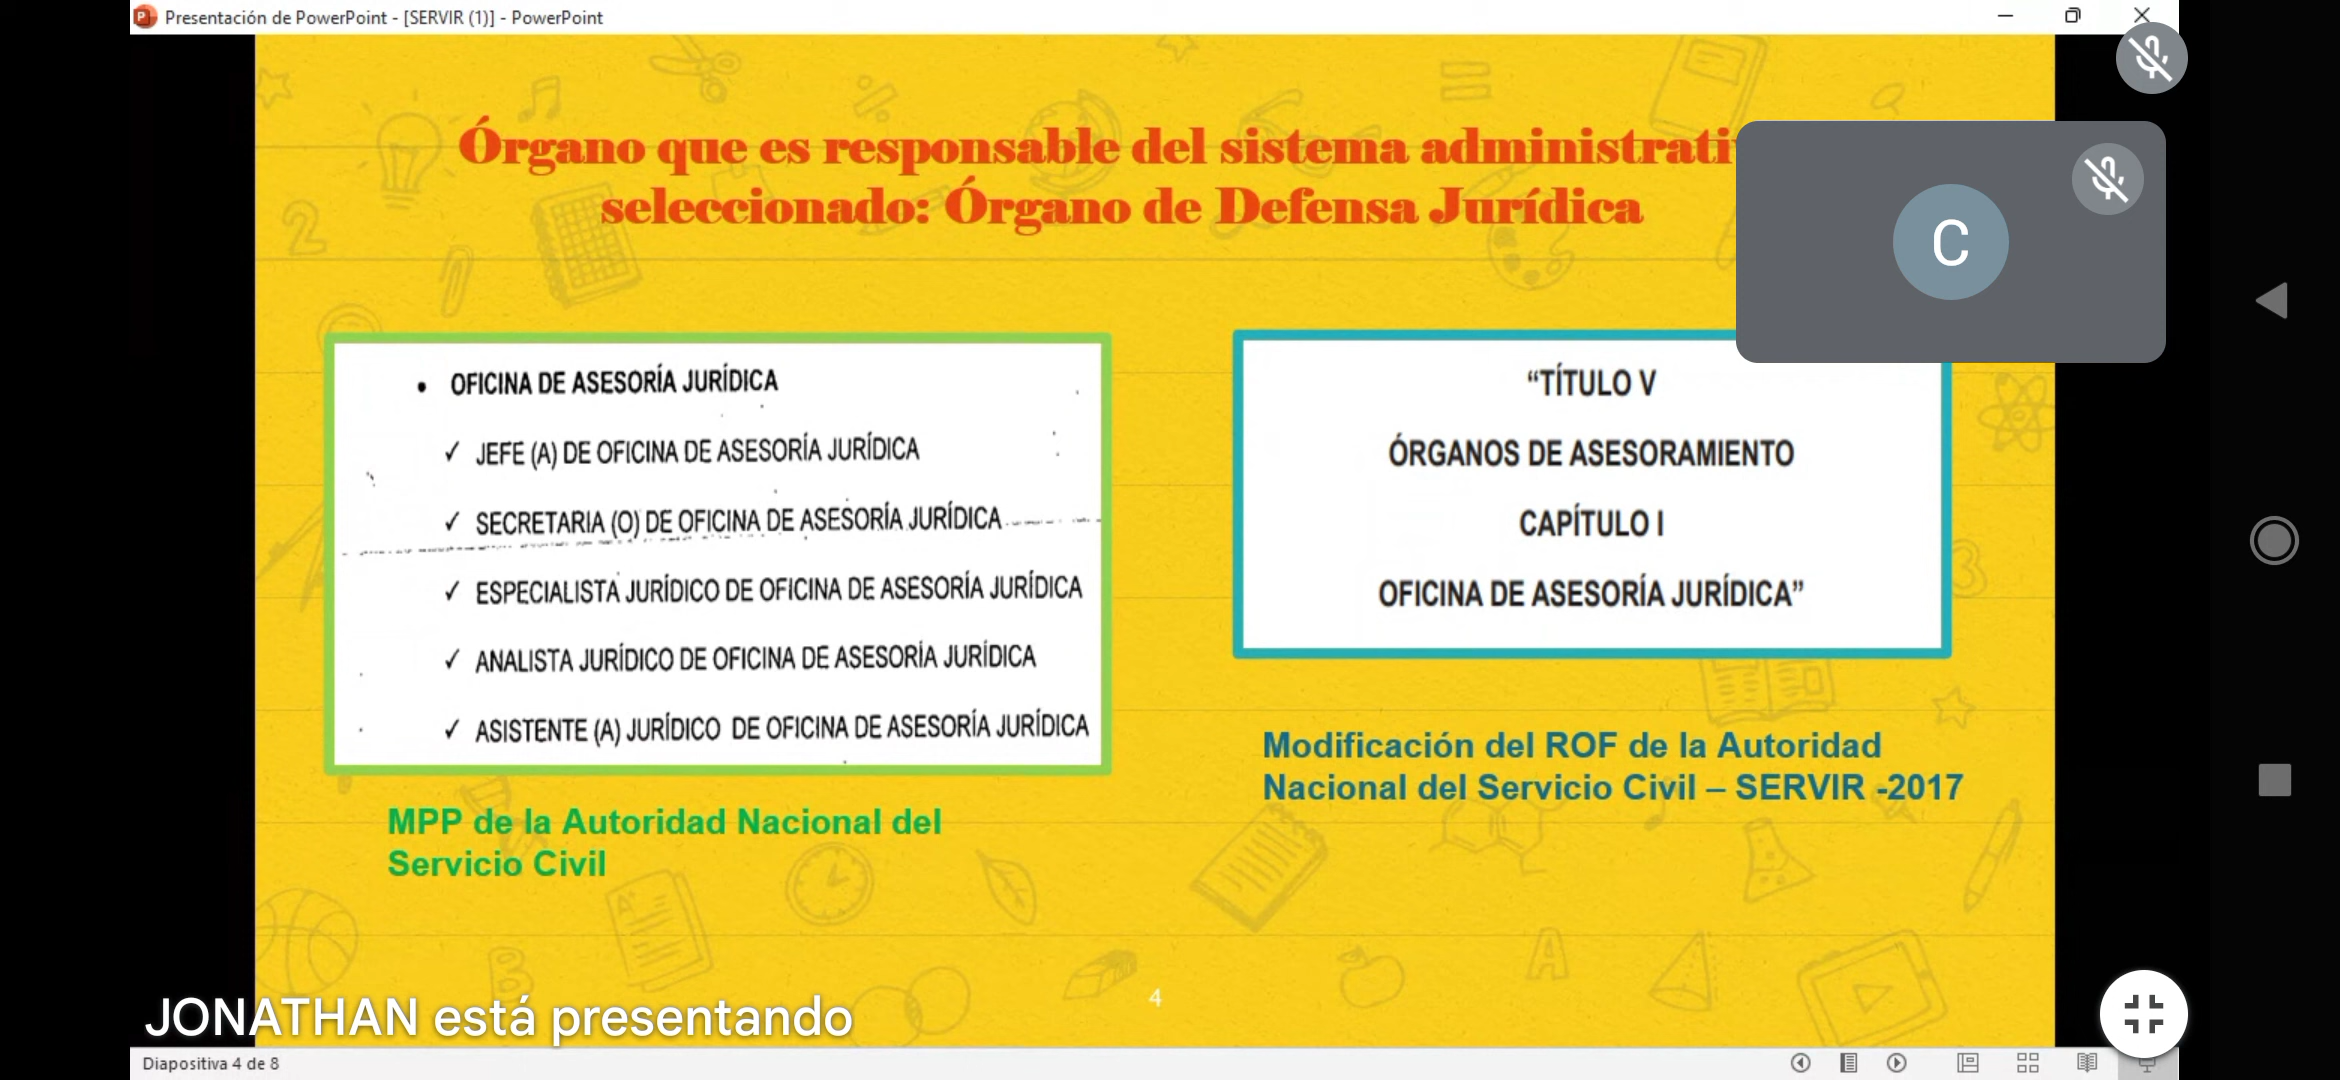 Presentación de PowerPoint - [SERVIR (1)] - PowerPoint
Órgano que es responsable del sistema administrati
seleccionado: Órgano de Defensa Jurídica
C
• OFICINA DE ASESORÍA JURÍDICA
✓ JEFE (A) DE OFICINA DE ASESORÍA JURÍDICA
✓ SECRETARIA (O) DE OFICINA DE ASESORÍA JURÍDICA
✓ ESPECIALISTA JURÍDICO DE OFICINA DE ASESORÍA JURÍDICA
✓ ANALISTA JURÍDICO DE OFICINA DE ASESORÍA JURÍDICA
✓ ASISTENTE (A) JURÍDICO DE OFICINA DE ASESORÍA JURÍDICA
MPP de la Autoridad Nacional del
Servicio Civil
“TÍTULO V
ÓRGANOS DE ASESORAMIENTO
CAPÍTULO I
OFICINA DE ASESORÍA JURÍDICA”
Modificación del ROF de la Autoridad
Nacional del Servicio Civil – SERVIR -2017
4
JONATHAN está presentando
Diapositiva 4 de 8